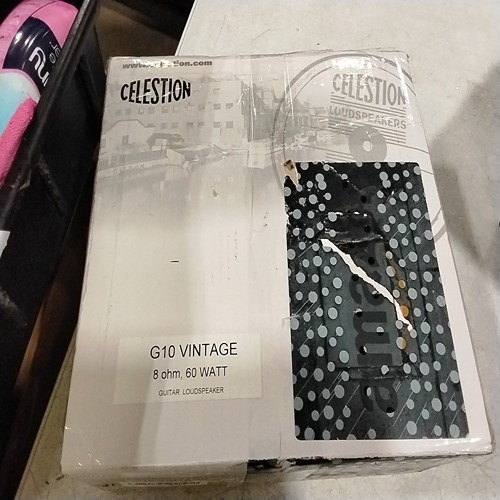 CELESTION
CELESTION
LOUDSPEAKERS
G10 VINTAGE
8 ohm, 60 WATT
GUITAR LOUDSPEAKER